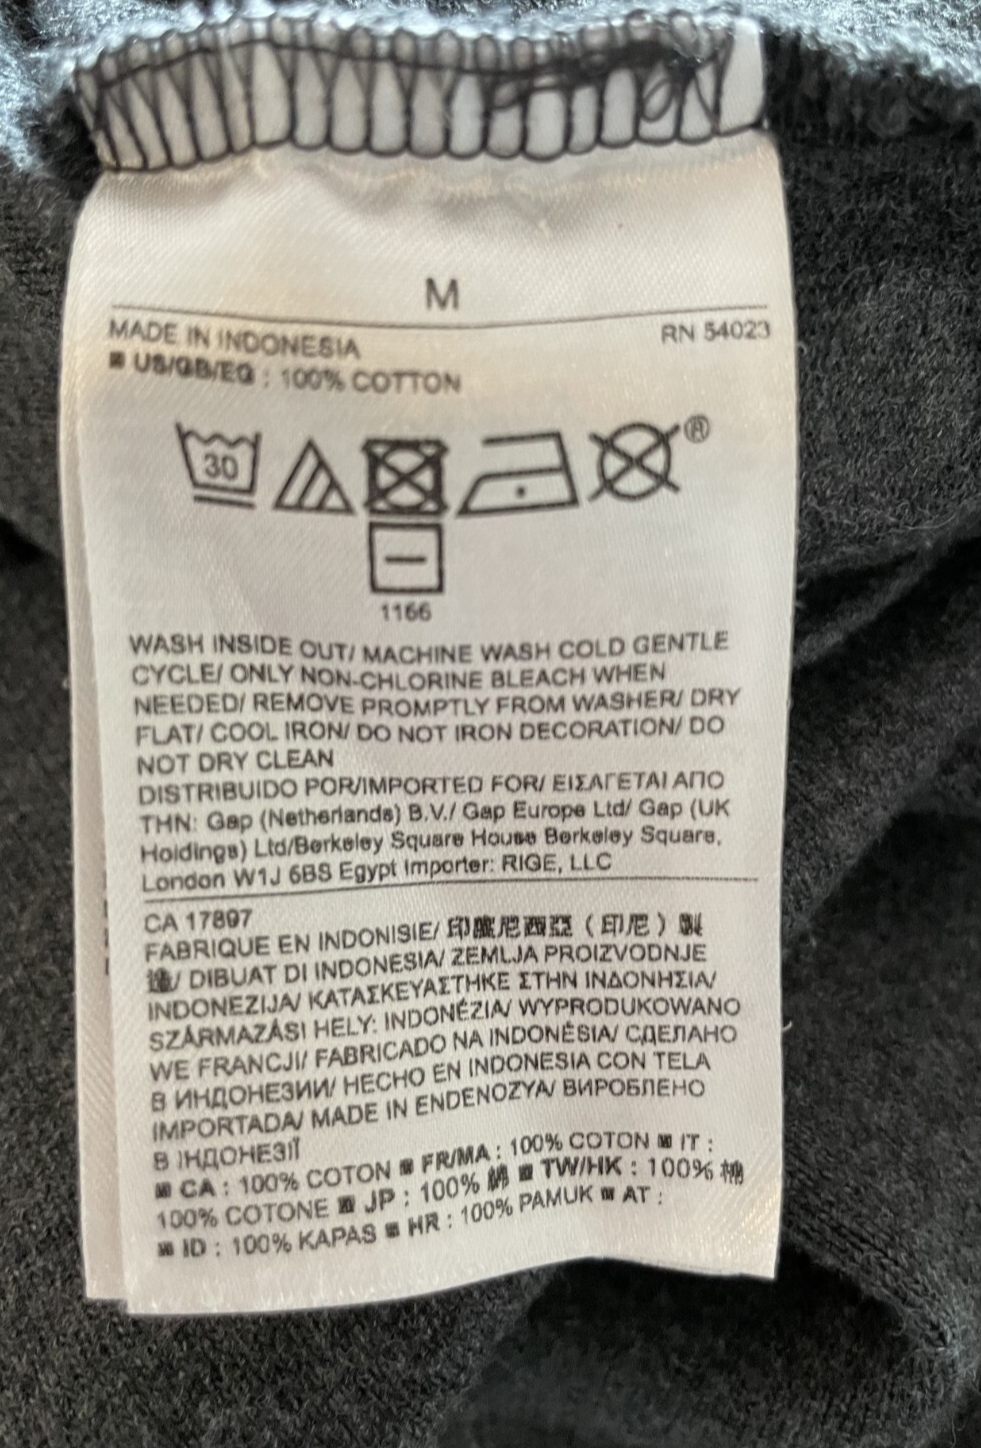 M
MADE IN INDONESIA
RN 54023
US/GB/EG : 100% COTTON
30
®
1166
WASH INSIDE OUT/ MACHINE WASH COLD GENTLE
CYCLE/ ONLY NON-CHLORINE BLEACH WHEN
NEEDED/ REMOVE PROMPTLY FROM WASHER/ DRY
FLAT/ COOL IRON/ DO NOT IRON DECORATION/ DO
NOT DRY CLEAN
DISTRIBUIDO POR/IMPORTED FOR/ ΕΙΣΑΓΕΤΑΙ ΑΠΟ
ΤΗΝ: Gap (Netherlands) B.V./ Gap Europe Ltd/ Gap (UK
Holdings) Ltd/Berkeley Square House Berkeley Square,
London W1J 6BS Egypt Importer: RIGE, LLC
CA 17897
FABRIQUE EN INDONISIE/ 印度尼西亞（印尼）製
造/ DIBUAT DI INDONESIA/ ZEMLJA PROIZVODNJE
INDONEZIJA/ ΚΑΤΑΣΚΕΥΑΣΤΗΚΕ ΣΤΗΝ ΙΝΔΟΝΗΣΙΑ/
SZÁRMAZÁSI HELY: INDONÉZIA/ WYPRODUKOWANO
WE FRANCJI/ FABRICADO NA INDONÉSIA/ СДЕЛАНО
В ИНДОНЕЗИИ/ HECHO EN INDONESIA CON TELA
IMPORTADA/ MADE IN ENDENOZYA/ ВИРОБЛЕНО
В ІНДОНЕЗІЇ
■ CA : 100% COTON ■ FR/MA : 100% COTON ■ IT :
100% COTONE ■ JP : 100% 綿 ■ TW/HK : 100% 棉
■ ID : 100% KAPAS ■ HR : 100% PAMUK ■ AT :